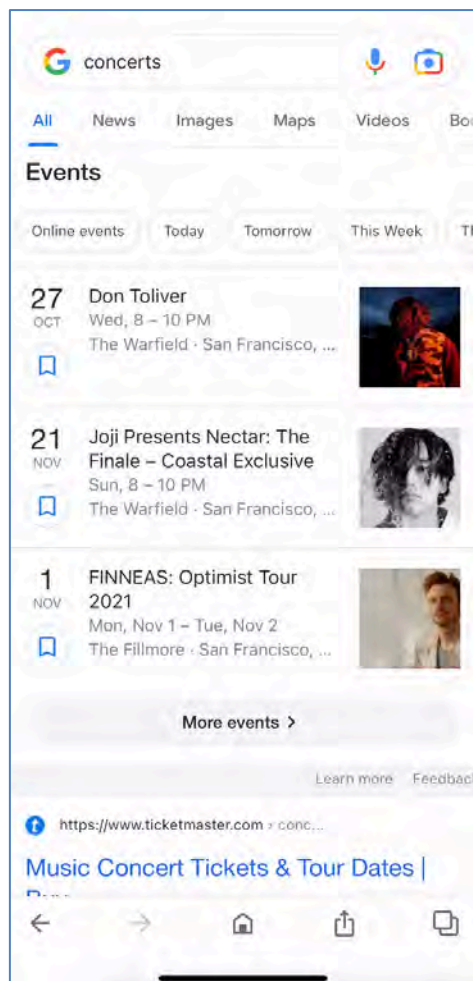 concerts
All News Images Maps Videos
Events
Online events Today Tomorrow This Week
27
OCT
Don Toliver
Wed, 8 – 10 PM
The Warfield · San Francisco, ...
21
NOV
Joji Presents Nectar: The
Finale – Coastal Exclusive
Sun, 8 – 10 PM
The Warfield · San Francisco, ...
1
NOV
FINNEAS: Optimist Tour
2021
Mon, Nov 1 – Tue, Nov 2
The Fillmore · San Francisco, ...
More events >
Learn more Feedback
https://www.ticketmaster.com › conc...
Music Concert Tickets & Tour Dates |